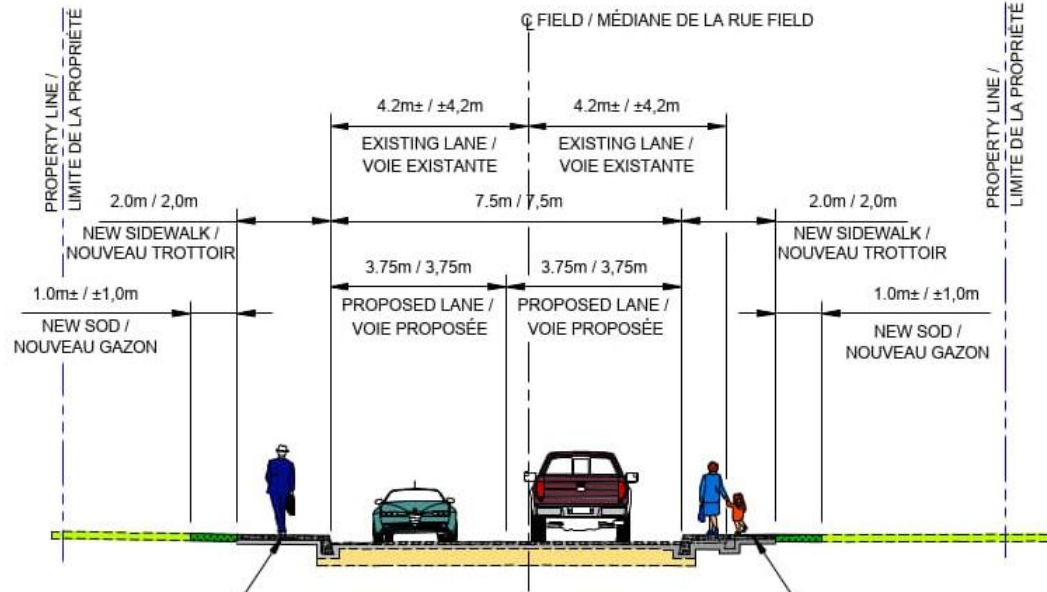 ℄ FIELD / MÉDIANE DE LA RUE FIELD
PROPERTY LINE /
LIMITE DE LA PROPRIÉTÉ
4.2m± / ±4,2m
EXISTING LANE /
VOIE EXISTANTE
4.2m± / ±4,2m
EXISTING LANE /
VOIE EXISTANTE
PROPERTY LINE /
LIMITE DE LA PROPRIÉTÉ
2.0m / 2,0m
NEW SIDEWALK /
NOUVEAU TROTTOIR
7.5m / 7,5m
2.0m / 2,0m
NEW SIDEWALK /
NOUVEAU TROTTOIR
3.75m / 3,75m
PROPOSED LANE /
VOIE PROPOSÉE
3.75m / 3,75m
PROPOSED LANE /
VOIE PROPOSÉE
1.0m± / ±1,0m
NEW SOD /
NOUVEAU GAZON
1.0m± / ±1,0m
NEW SOD /
NOUVEAU GAZON